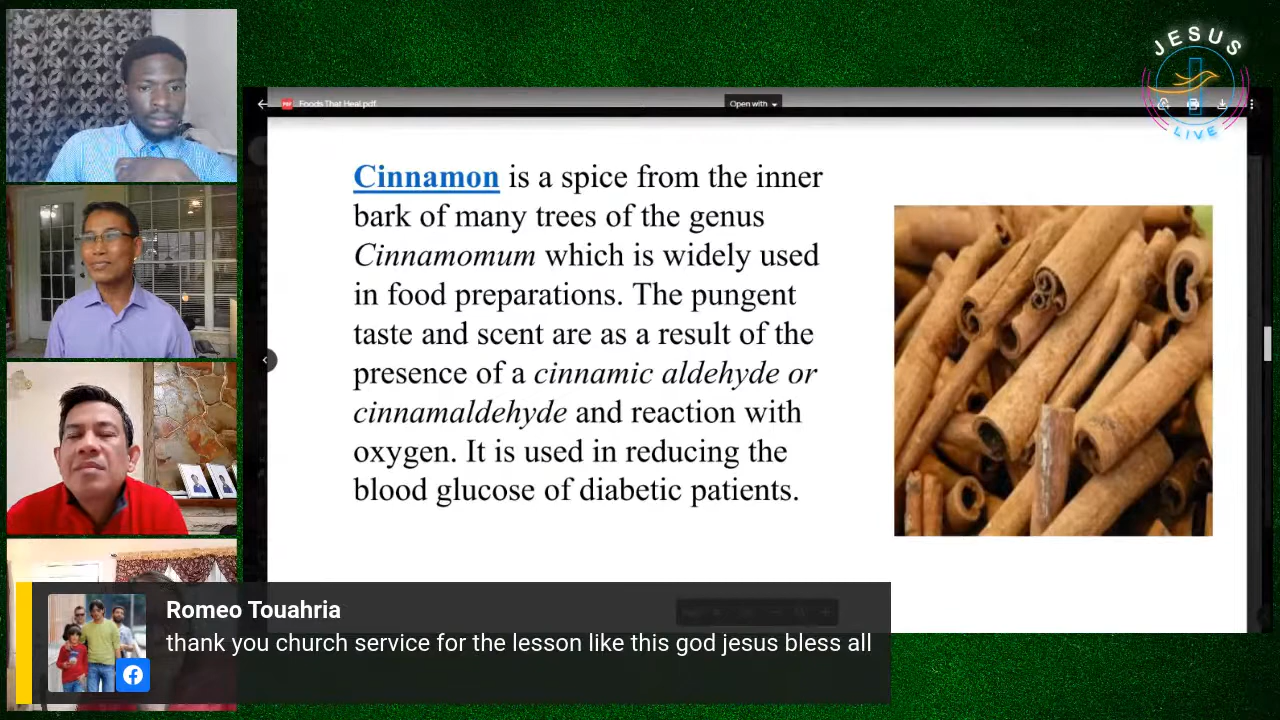 JESUS
LIVE
Foods That Heal.pdf
Open with
Cinnamon is a spice from the inner
bark of many trees of the genus
Cinnamomum which is widely used
in food preparations. The pungent
taste and scent are as a result of the
presence of a cinnamic aldehyde or
cinnamaldehyde and reaction with
oxygen. It is used in reducing the
blood glucose of diabetic patients.
Romeo Touahria
thank you church service for the lesson like this god jesus bless all